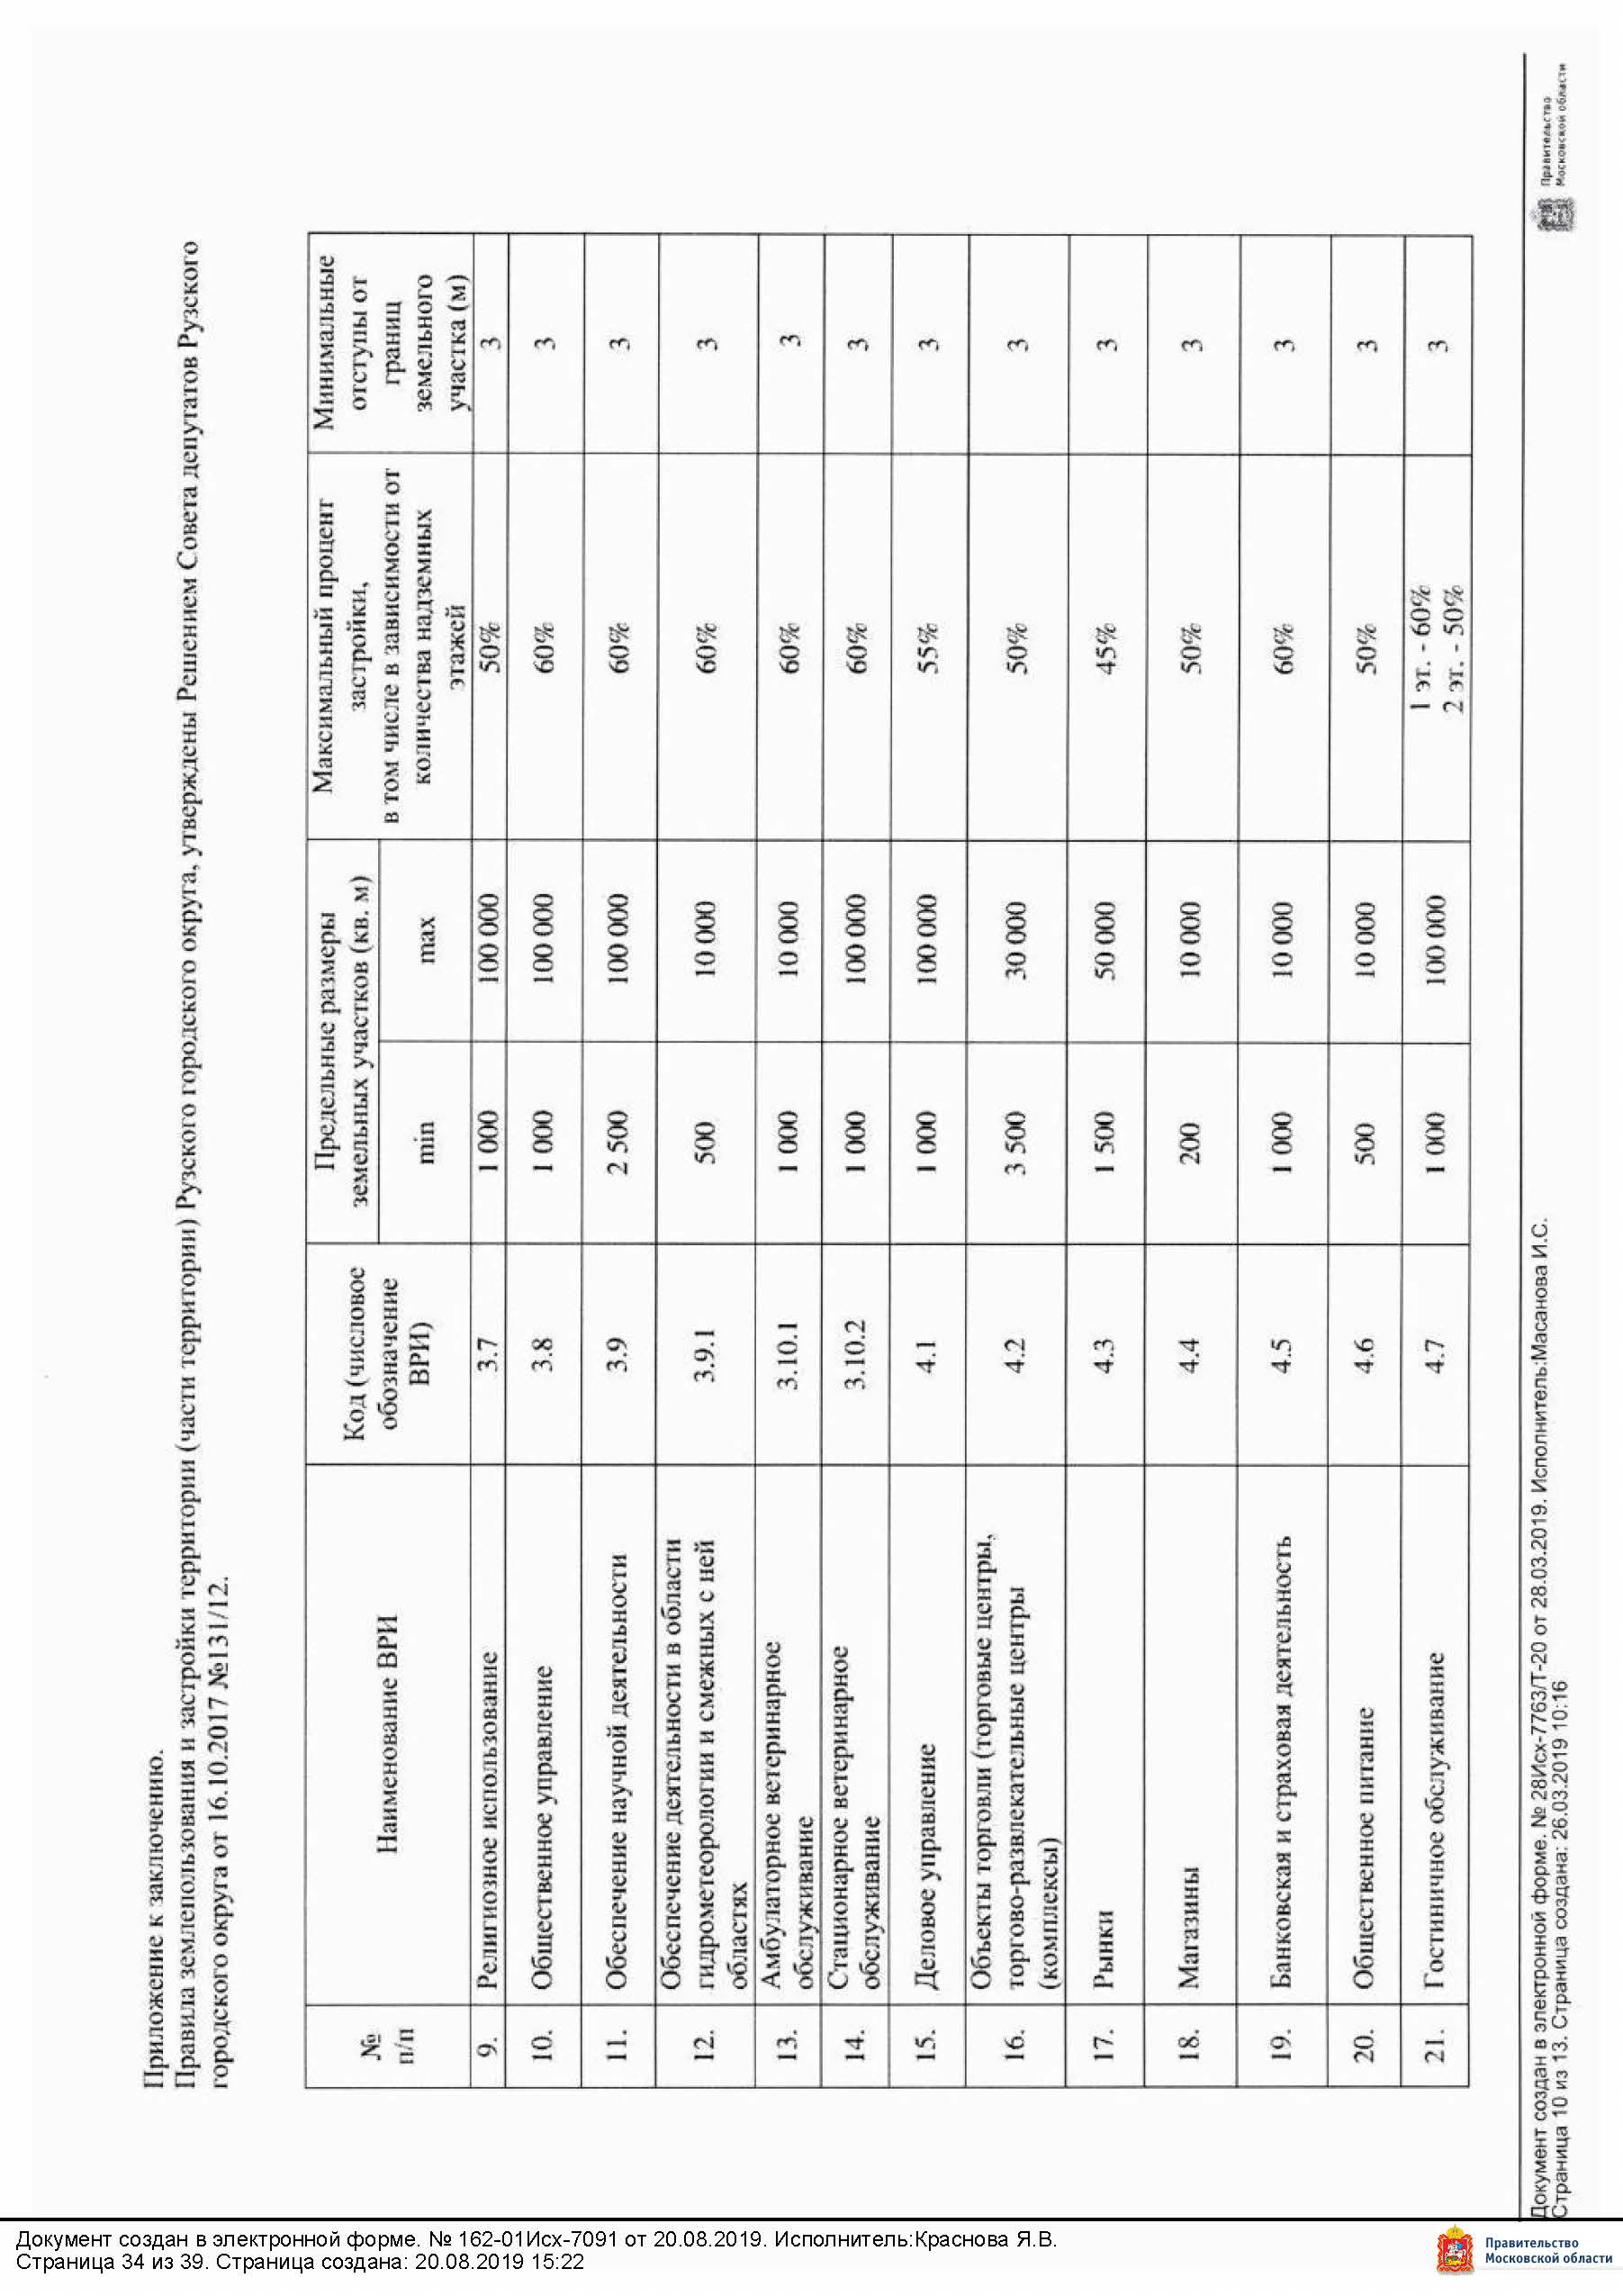 Приложение к заключению.
Правила землепользования и застройки территории (части территории) Рузского городского округа, утверждены Решением Совета депутатов Рузского
городского округа от 16.10.2017 №131/12.
№
п/п
Наименование ВРИ
Код (числовое
обозначение
ВРИ)
Предельные размеры
земельных участков (кв. м)
min
max
Максимальный процент
застройки,
в том числе в зависимости от
количества надземных
этажей
Минимальные
отступы от
границ
земельного
участка (м)
9. Религиозное использование 3.7 1 000 100 000 50% 3
10. Общественное управление 3.8 1 000 100 000 60% 3
11. Обеспечение научной деятельности 3.9 2 500 100 000 60% 3
12. Обеспечение деятельности в области
гидрометеорологии и смежных с ней
областях
3.9.1 500 10 000 60% 3
13. Амбулаторное ветеринарное
обслуживание
3.10.1 1 000 10 000 60% 3
14. Стационарное ветеринарное
обслуживание
3.10.2 1 000 100 000 60% 3
15. Деловое управление 4.1 1 000 100 000 55% 3
16. Объекты торговли (торговые центры,
торгово-развлекательные центры
(комплексы)
4.2 3 500 30 000 50% 3
17. Рынки 4.3 1 500 50 000 45% 3
18. Магазины 4.4 200 10 000 50% 3
19. Банковская и страховая деятельность 4.5 1 000 10 000 60% 3
20. Общественное питание 4.6 500 10 000 50% 3
21. Гостиничное обслуживание 4.7 1 000 100 000 1 эт. - 60%
2 эт. - 50%
3
Документ создан в электронной форме. № 28Исх-7763/Т-20 от 28.03.2019. Исполнитель:Масанова И.С.
Страница 10 из 13. Страница создана: 26.03.2019 10:16
Правительство
Московской области
Документ создан в электронной форме. № 162-01Исх-7091 от 20.08.2019. Исполнитель:Краснова Я.В.
Страница 34 из 39. Страница создана: 20.08.2019 15:22
Правительство
Московской области